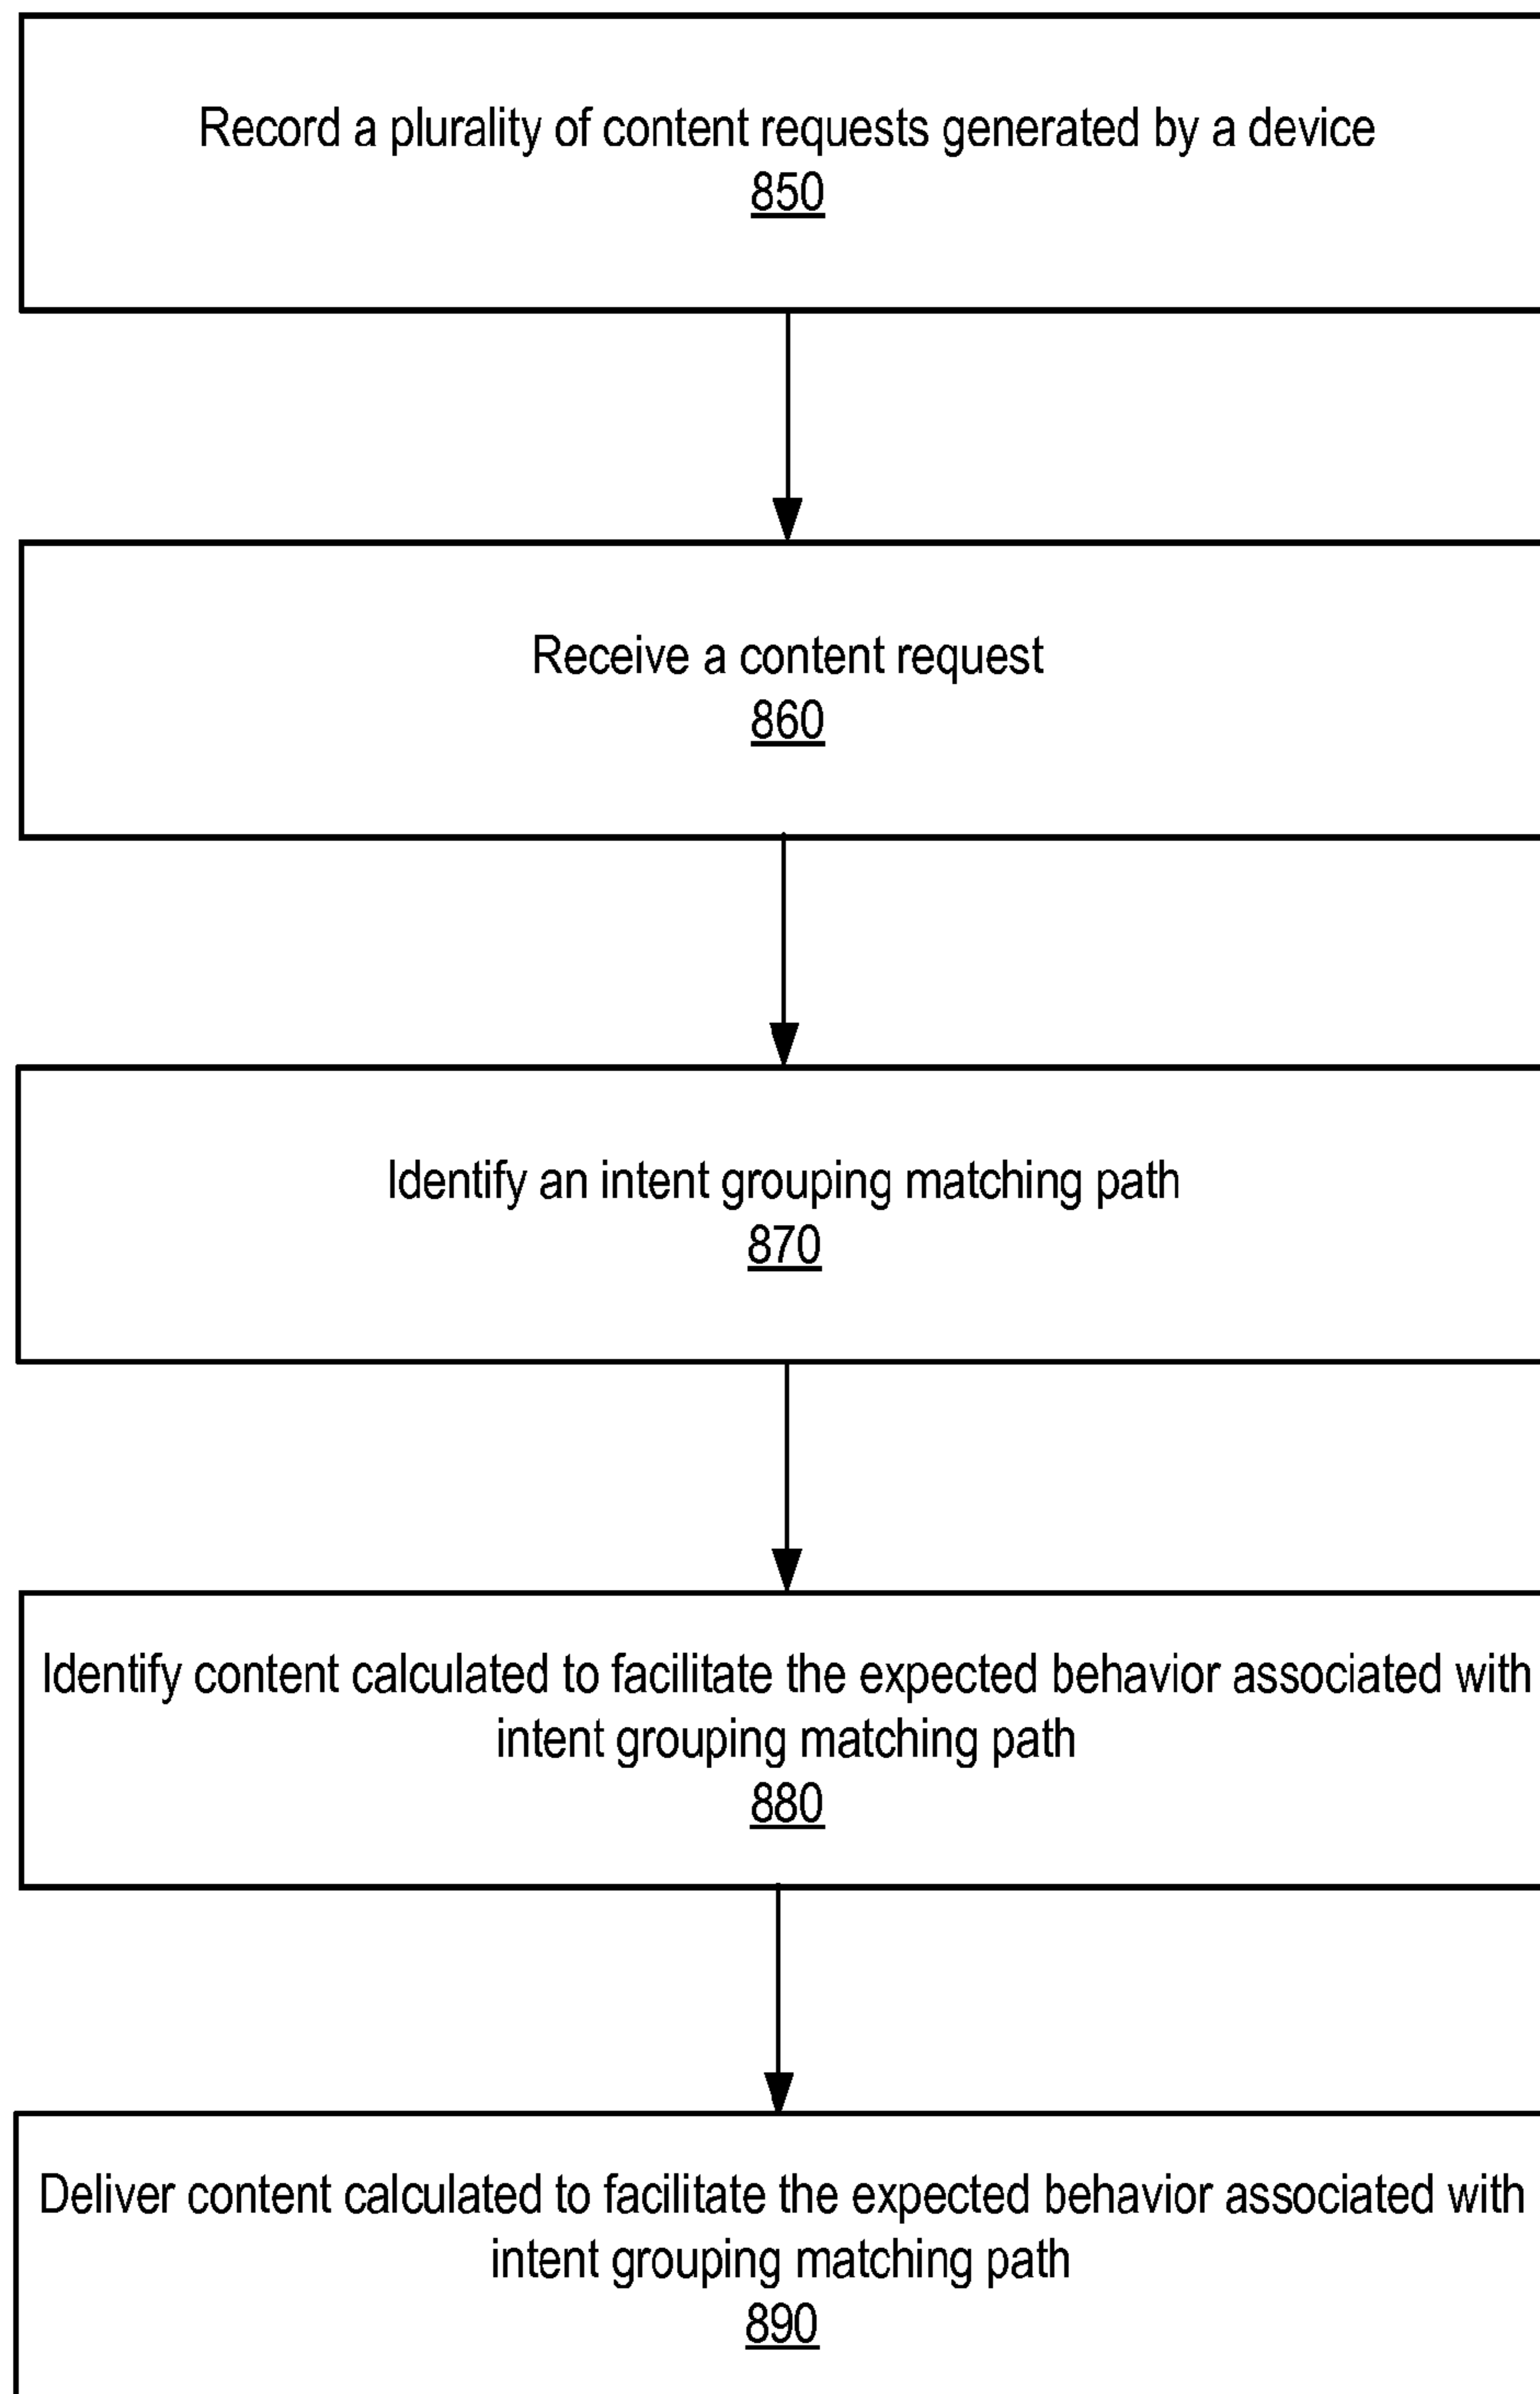 Record a plurality of content requests generated by a device
850
Receive a content request
860
Identify an intent grouping matching path
870
Identify content calculated to facilitate the expected behavior associated with
intent grouping matching path
880
Deliver content calculated to facilitate the expected behavior associated with
intent grouping matching path
890